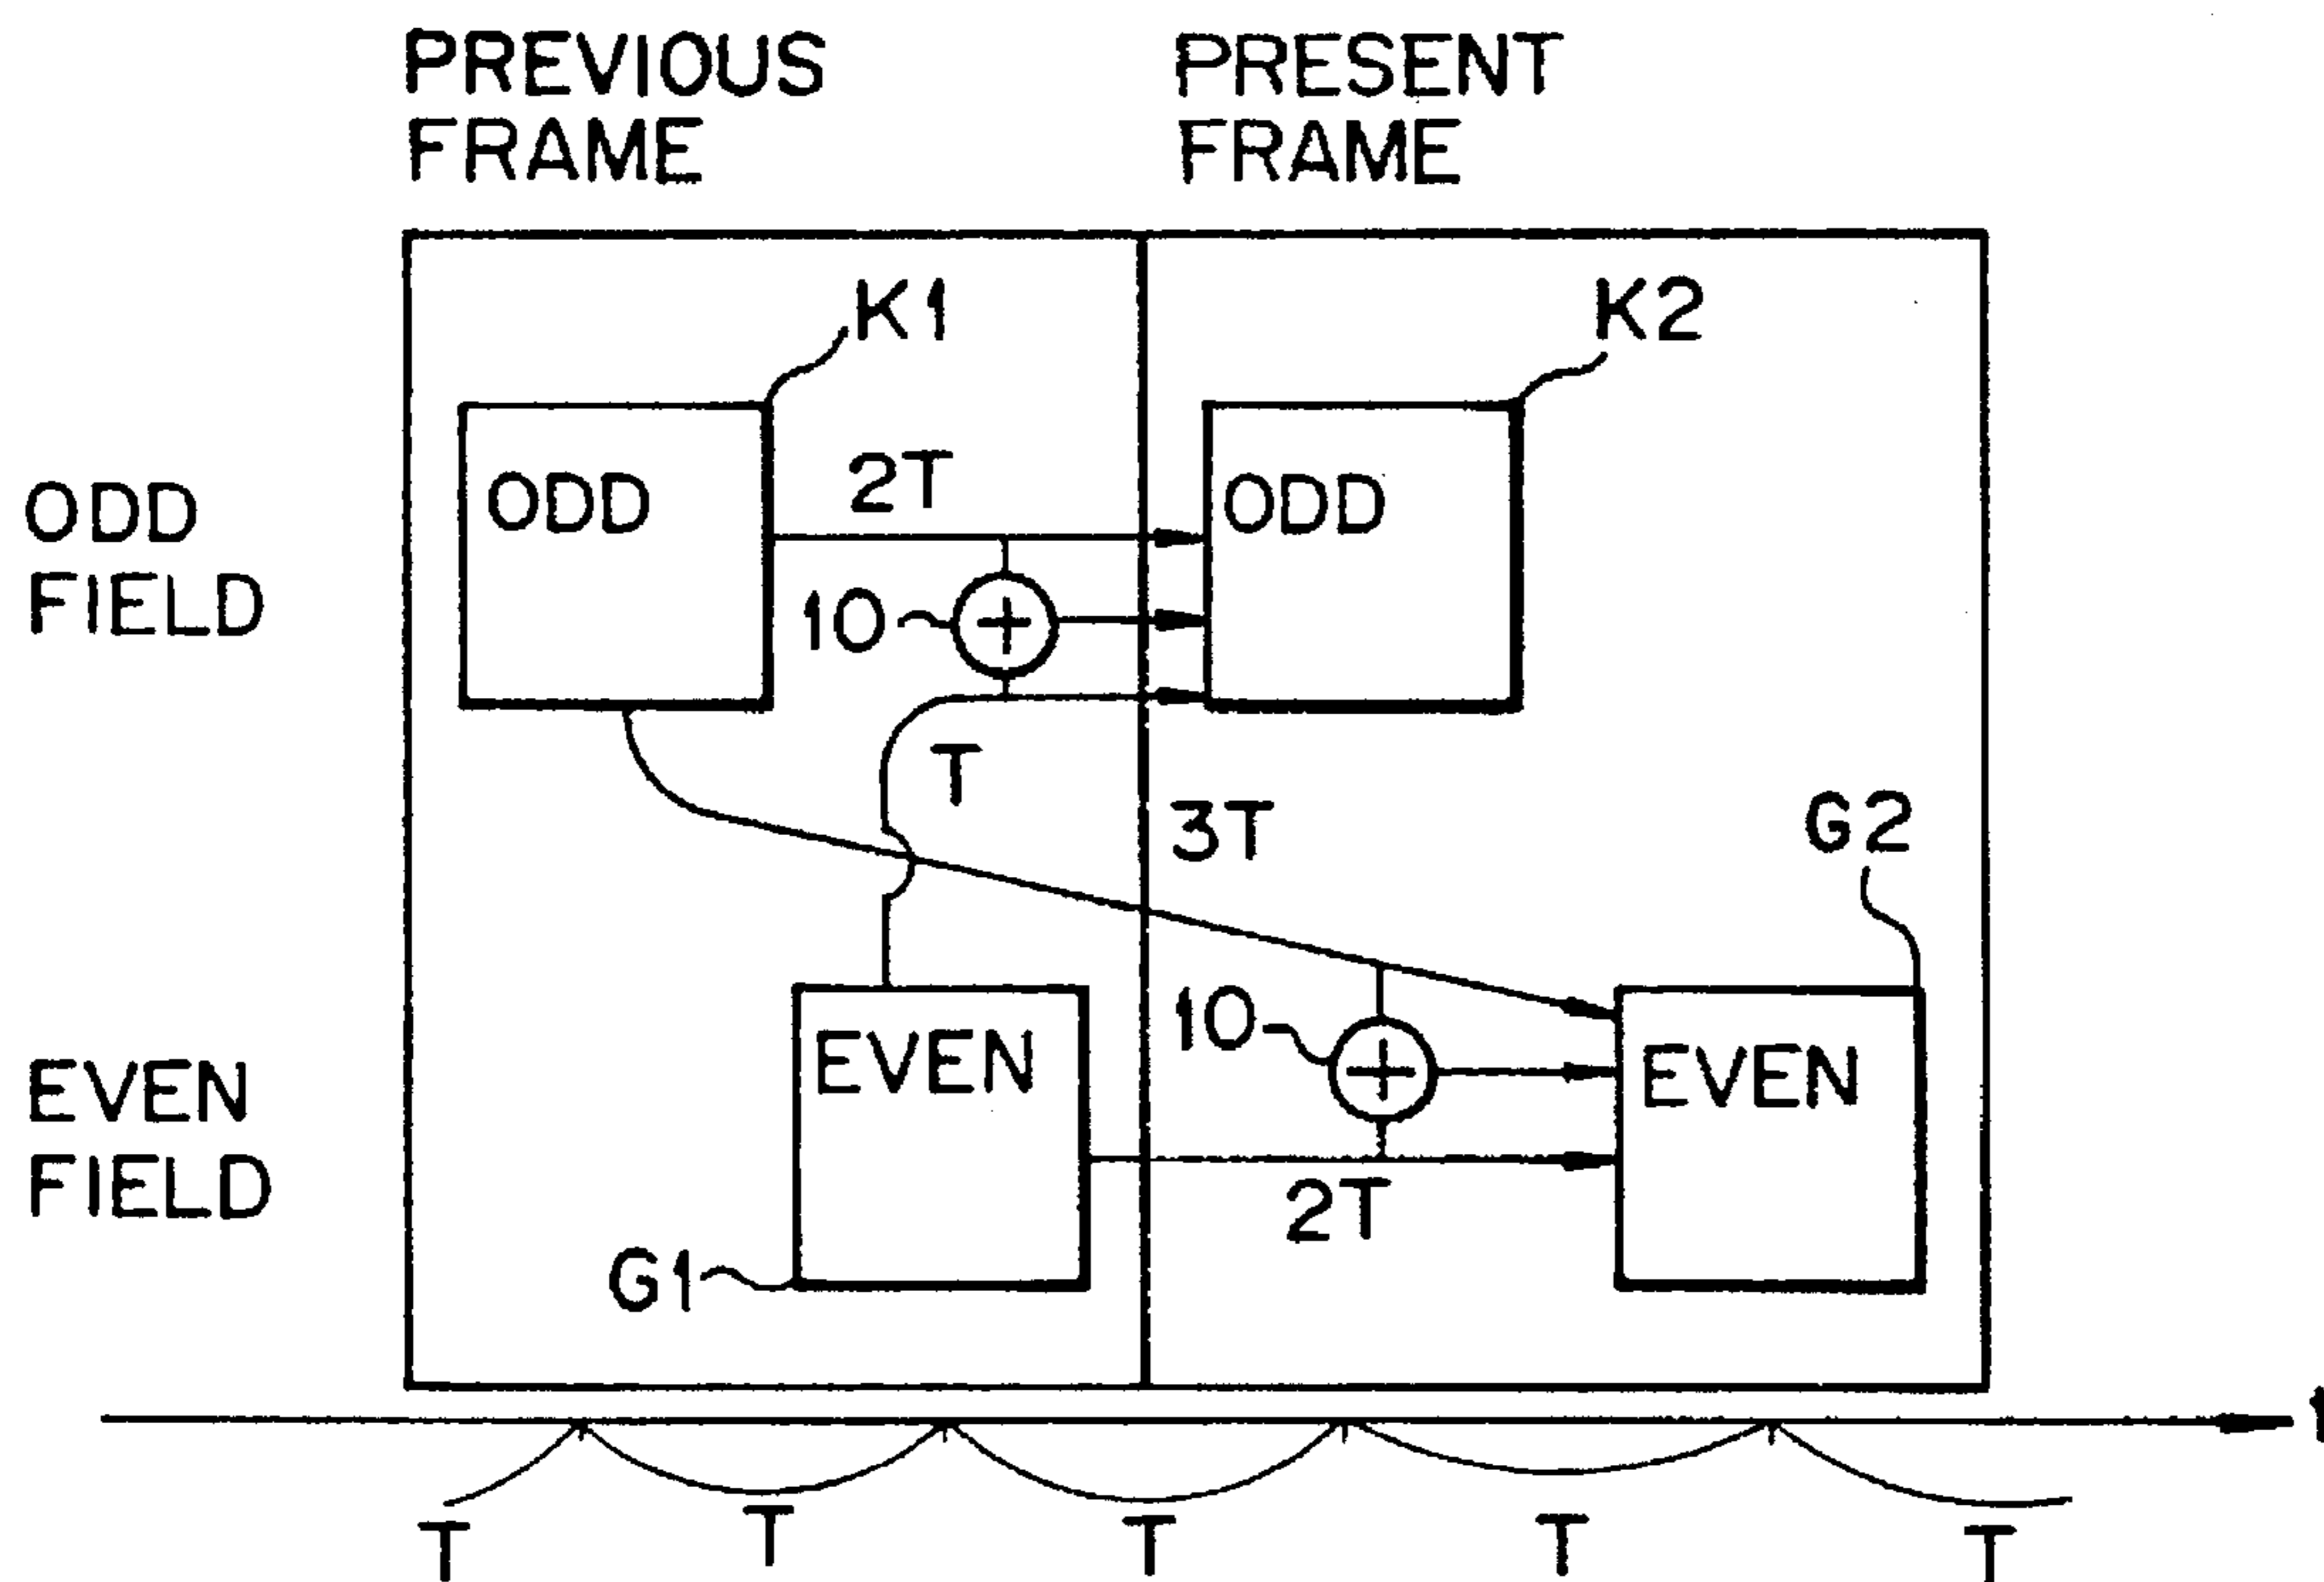 PREVIOUS
FRAME
PRESENT
FRAME
K1
K2
ODD
FIELD
ODD
2T
ODD
10
T
3T
G2
EVEN
FIELD
EVEN
10
EVEN
2T
G1
T
T
T
T
T